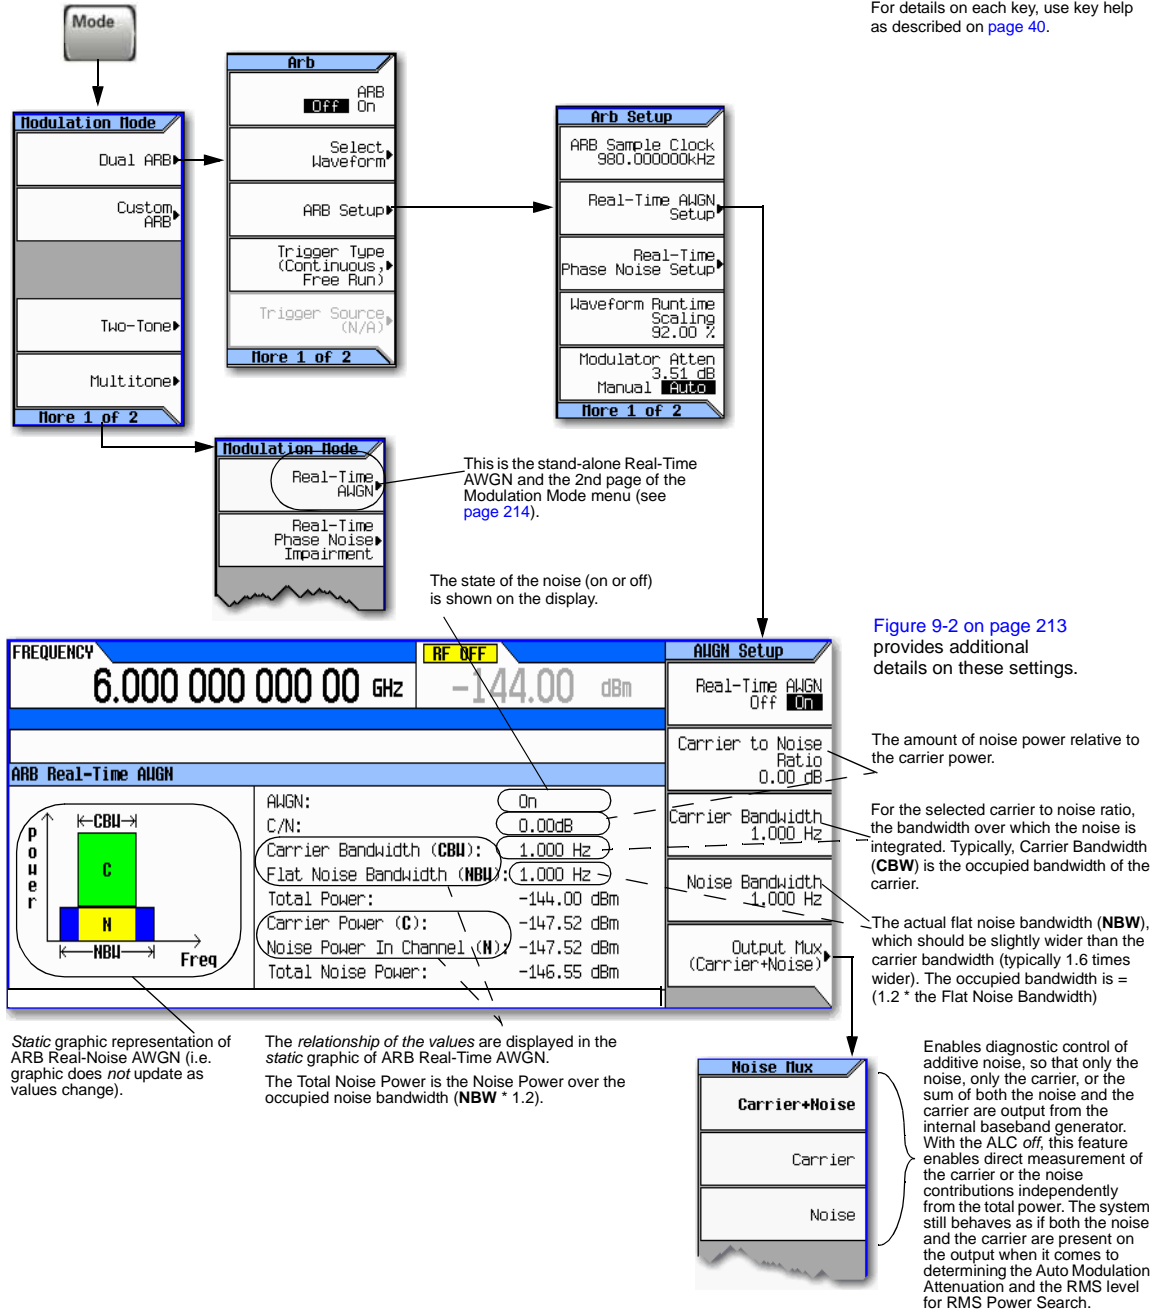 For details on each key, use key help
as described on page 40.
Mode
Modulation Mode
Dual ARB
Custom
ARB
Two-Tone
Multitone
More 1 of 2
Arb
ARB
Off On
Select
Waveform
ARB Setup
Trigger Type
(Continuous,
Free Run)
Trigger Source
(N/A)
More 1 of 2
Arb Setup
ARB Sample Clock
980.000000kHz
Real-Time AWGN
Setup
Real-Time
Phase Noise Setup
Waveform Runtime
Scaling
92.00 %
Modulator Atten
3.51 dB
Manual Auto
More 1 of 2
Modulation Mode
Real-Time
AWGN
Real-Time
Phase Noise
Impairment
This is the stand-alone Real-Time
AWGN and the 2nd page of the
Modulation Mode menu (see
page 214).
The state of the noise (on or off)
is shown on the display.
Figure 9-2 on page 213
provides additional
details on these settings.
FREQUENCY
6.000 000 000 00 GHz
RF OFF
-144.00 dBm
ARB Real-Time AWGN
power
CBW
C
N
NBW
Freq
AWGN: On
C/N: 0.00dB
Carrier Bandwidth (CBW): 1.000 Hz
Flat Noise Bandwidth (NBW): 1.000 Hz
Total Power: -144.00 dBm
Carrier Power (C): -147.52 dBm
Noise Power In Channel (N): -147.52 dBm
Total Noise Power: -146.55 dBm
AWGN Setup
Real-Time AWGN
Off On
Carrier to Noise
Ratio
0.00 dB
Carrier Bandwidth
1.000 Hz
Noise Bandwidth
1.000 Hz
Output Mux
(Carrier+Noise)
The amount of noise power relative to
the carrier power.
For the selected carrier to noise ratio,
the bandwidth over which the noise is
integrated. Typically, Carrier Bandwidth
(CBW) is the occupied bandwidth of the
carrier.
The actual flat noise bandwidth (NBW),
which should be slightly wider than the
carrier bandwidth (typically 1.6 times
wider). The occupied bandwidth is =
(1.2 * the Flat Noise Bandwidth)
Static graphic representation of
ARB Real-Noise AWGN (i.e.
graphic does not update as
values change).
The relationship of the values are displayed in the
static graphic of ARB Real-Time AWGN.
The Total Noise Power is the Noise Power over the
occupied noise bandwidth (NBW * 1.2).
Noise Mux
Carrier+Noise
Carrier
Noise
Enables diagnostic control of
additive noise, so that only the
noise, only the carrier, or the
sum of both the noise and the
carrier are output from the
internal baseband generator.
With the ALC off, this feature
enables direct measurement of
the carrier or the noise
contributions independently
from the total power. The system
still behaves as if both the noise
and the carrier are present on
the output when it comes to
determining the Auto Modulation
Attenuation and the RMS level
for RMS Power Search.